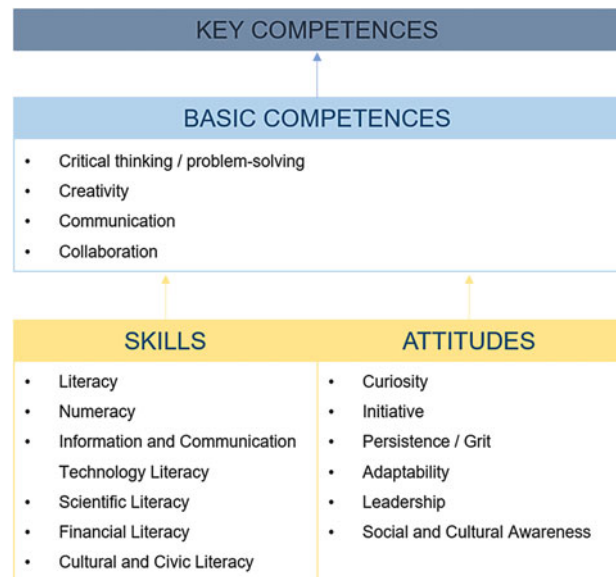 KEY COMPETENCES
BASIC COMPETENCES
• Critical thinking / problem-solving
• Creativity
• Communication
• Collaboration
SKILLS
• Literacy
• Numeracy
• Information and Communication
Technology Literacy
• Scientific Literacy
• Financial Literacy
• Cultural and Civic Literacy
ATTITUDES
• Curiosity
• Initiative
• Persistence / Grit
• Adaptability
• Leadership
• Social and Cultural Awareness